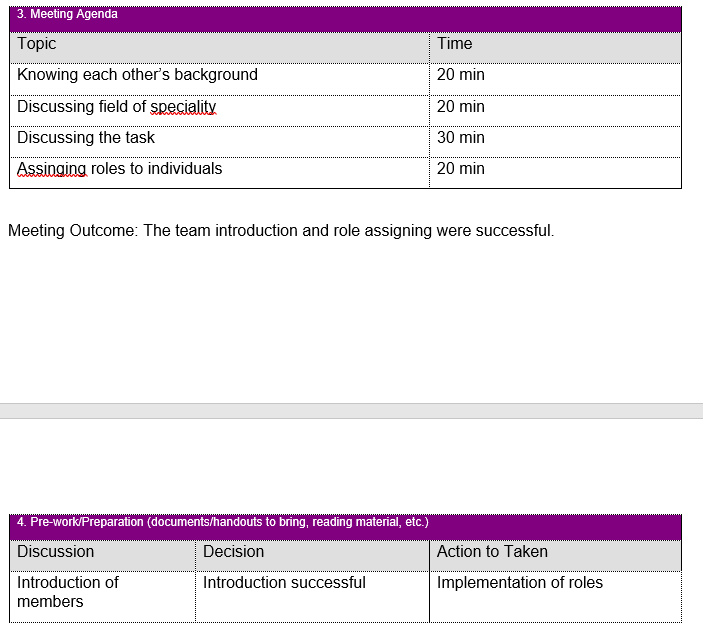 3. Meeting Agenda
Topic Time
Knowing each other's background 20 min
Discussing field of speciality 20 min
Discussing the task 30 min
Assinging roles to individuals 20 min
Meeting Outcome: The team introduction and role assigning were successful.
4. Pre-work/Preparation (documents/handouts to bring, reading material, etc.)
Discussion Decision Action to Taken
Introduction of Introduction successful Implementation of roles
members